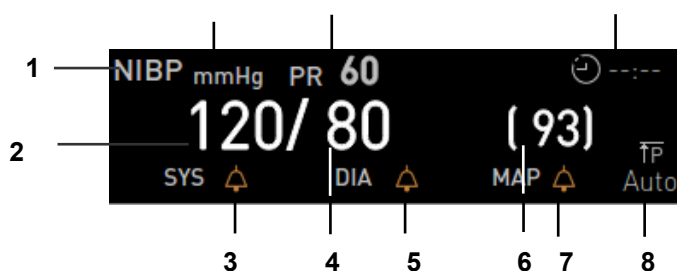 1 NIBP mmHg PR 60 --:--
2 120/ 80 (93)
SYS DIA MAP ↑P Auto
3 4 5 6 7 8